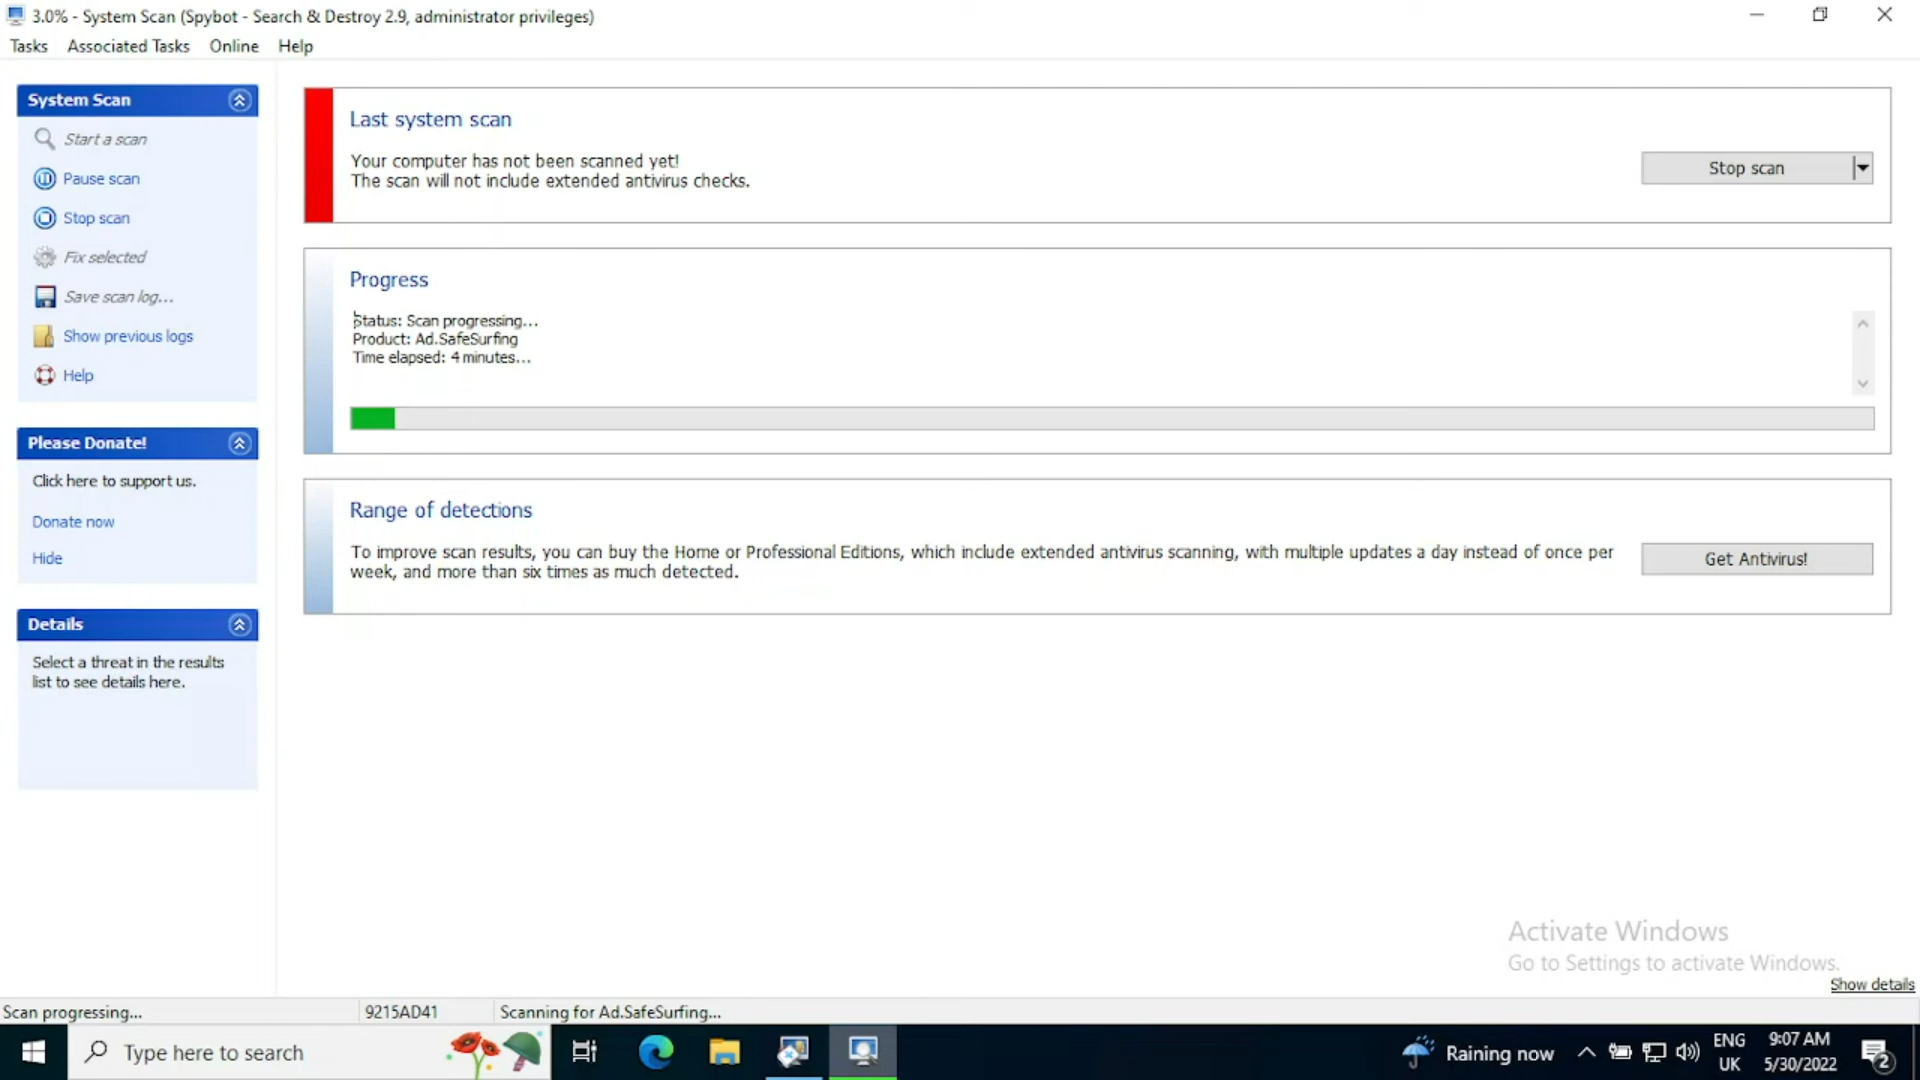 3.0% - System Scan (Spybot - Search & Destroy 2.9, administrator privileges)
Tasks Associated Tasks Online Help
System Scan
Start a scan
Pause scan
Stop scan
Fix selected
Save scan log...
Show previous logs
Help
Please Donate!
Click here to support us.
Donate now
Hide
Details
Select a threat in the results
list to see details here.
Last system scan
Your computer has not been scanned yet!
The scan will not include extended antivirus checks.
Stop scan
Progress
Status: Scan progressing...
Product: Ad.SafeSurfing
Time elapsed: 4 minutes...
Range of detections
To improve scan results, you can buy the Home or Professional Editions, which include extended antivirus scanning, with multiple updates a day instead of once per
week, and more than six times as much detected.
Get Antivirus!
Activate Windows
Go to Settings to activate Windows.
Show details
Scan progressing... 9215AD41 Scanning for Ad.SafeSurfing...
Type here to search
Raining now
ENG
UK
9:07 AM
5/30/2022
2